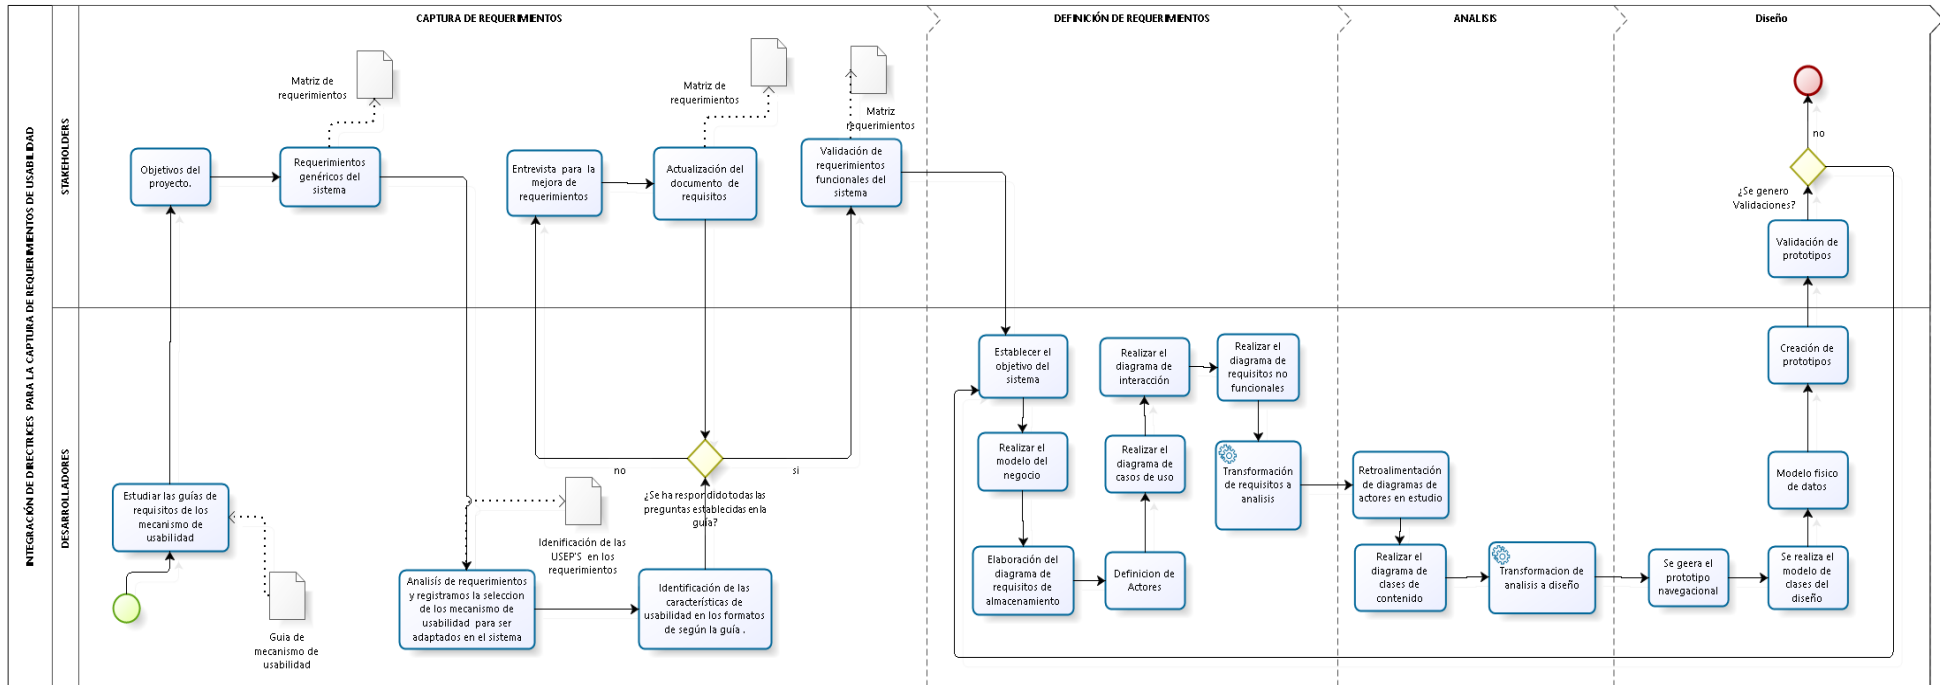 INTEGRACIÓN DE DIRECTRICES PARA LA CAPTURA DE REQUERIMIENTOS DE USABILIDAD
STAKEHOLDERS
DESARROLLADORES
CAPTURA DE REQUERIMIENTOS
DEFINICIÓN DE REQUERIMIENTOS
ANALISIS
Diseño
Matriz de
requerimientos
Objetivos del
proyecto.
Requerimientos
genéricos del
sistema
Matriz de
requerimientos
Entrevista para la
mejora de
requerimientos
Actualización del
documento de
requisitos
Matriz
requerimientos
Validación de
requerimientos
funcionales del
sistema
no
¿Se genero
Validaciones?
Validación de
prototipos
Estudiar las guías de
requisitos de los
mecanismo de
usabilidad
Guia de
mecanismo de
usabilidad
Idenificación de las
USEP'S en los
requerimientos
Analisís de requerimientos
y registramos la seleccion
de los mecanismo de
usabilidad para ser
adaptados en el sistema
Identificación de las
características de
usabilidad en los formatos
de según la guía .
no
si
¿Se ha respondido todas las
preguntas establecidas en la
guía?
Establecer el
objetivo del
sistema
Realizar el
modelo del
negocio
Elaboración del
diagrama de
requisitos de
almacenamiento
Definicion de
Actores
Realizar el
diagrama de
casos de uso
Realizar el
diagrama de
interacción
Realizar el
diagrama de
requisitos no
funcionales
Transformación
de requisitos a
analisis
Retroalimentación
de diagramas de
actores en estudio
Realizar el
diagrama de
clases de
contenido
Transformacion de
analisis a diseño
Se geera el
prototipo
navegacional
Se realiza el
modelo de
clases del
diseño
Modelo fisico
de datos
Creación de
prototipos